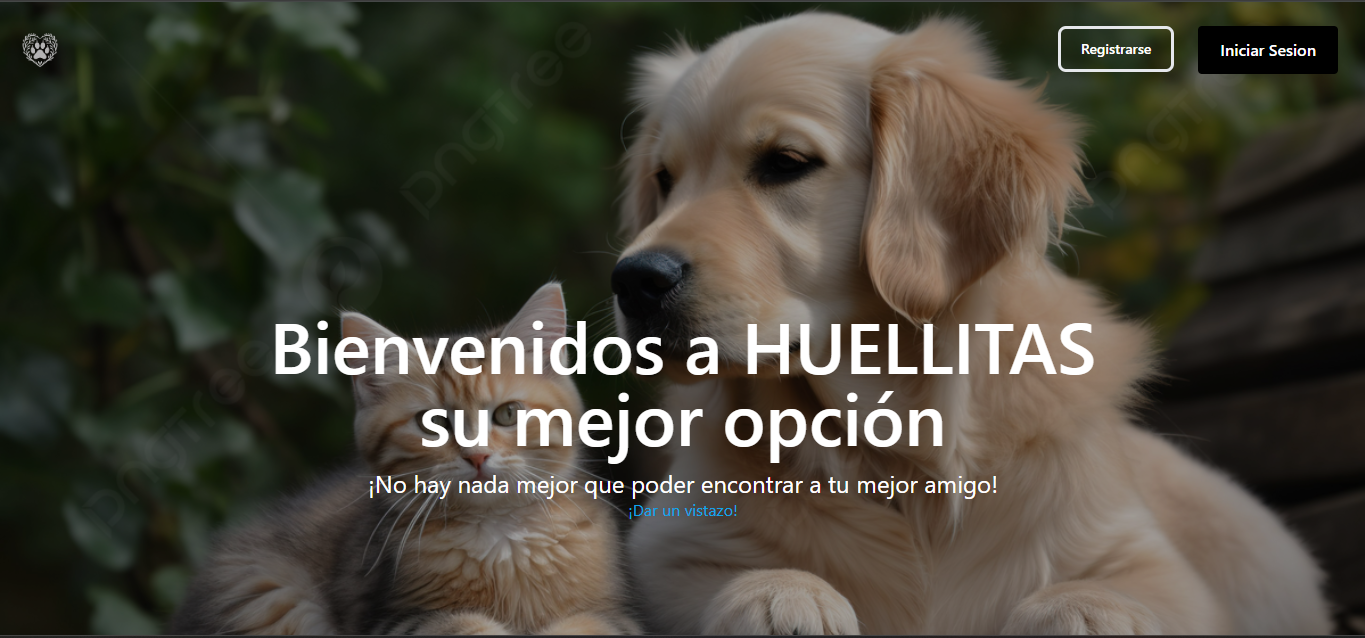 Registrarse
Iniciar Sesion
pngtree
Bienvenidos a HUELLITAS
su mejor opción
¡No hay nada mejor que poder encontrar a tu mejor amigo!
¡Dar un vistazo!
pngtree